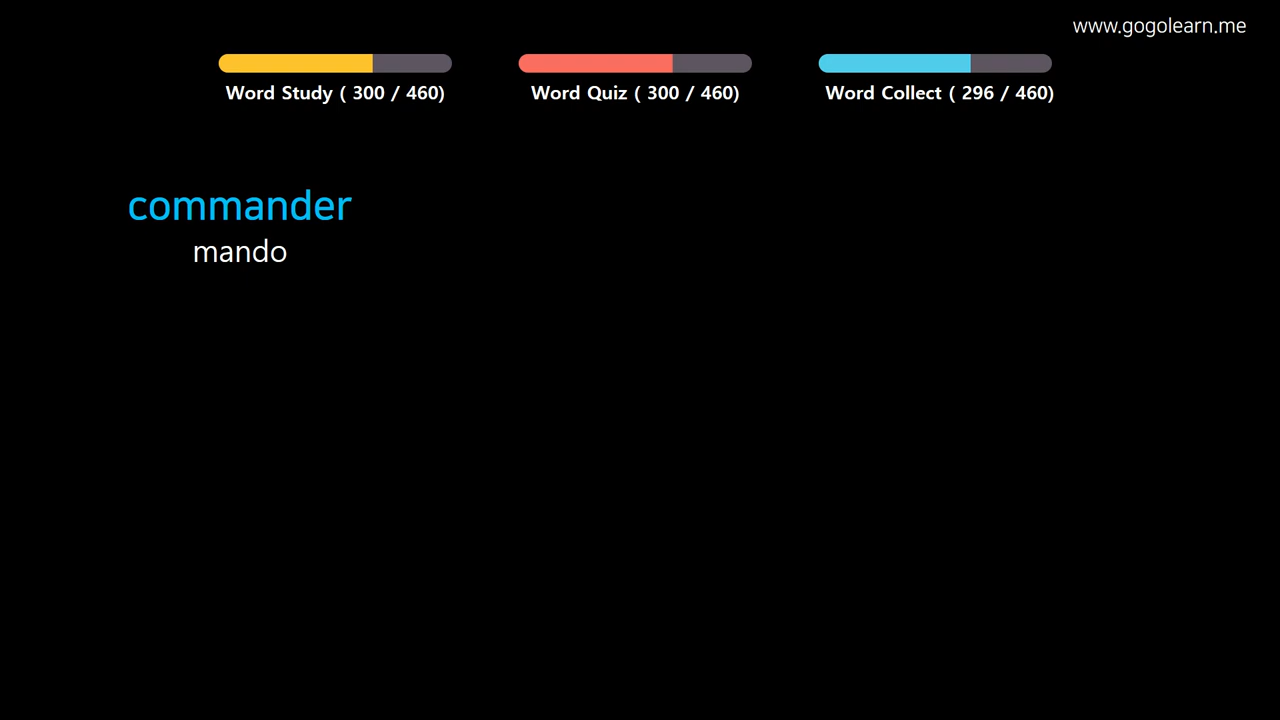 www.gogolearn.me
Word Study ( 300 / 460)
Word Quiz ( 300 / 460)
Word Collect ( 296 / 460)
commander
mando